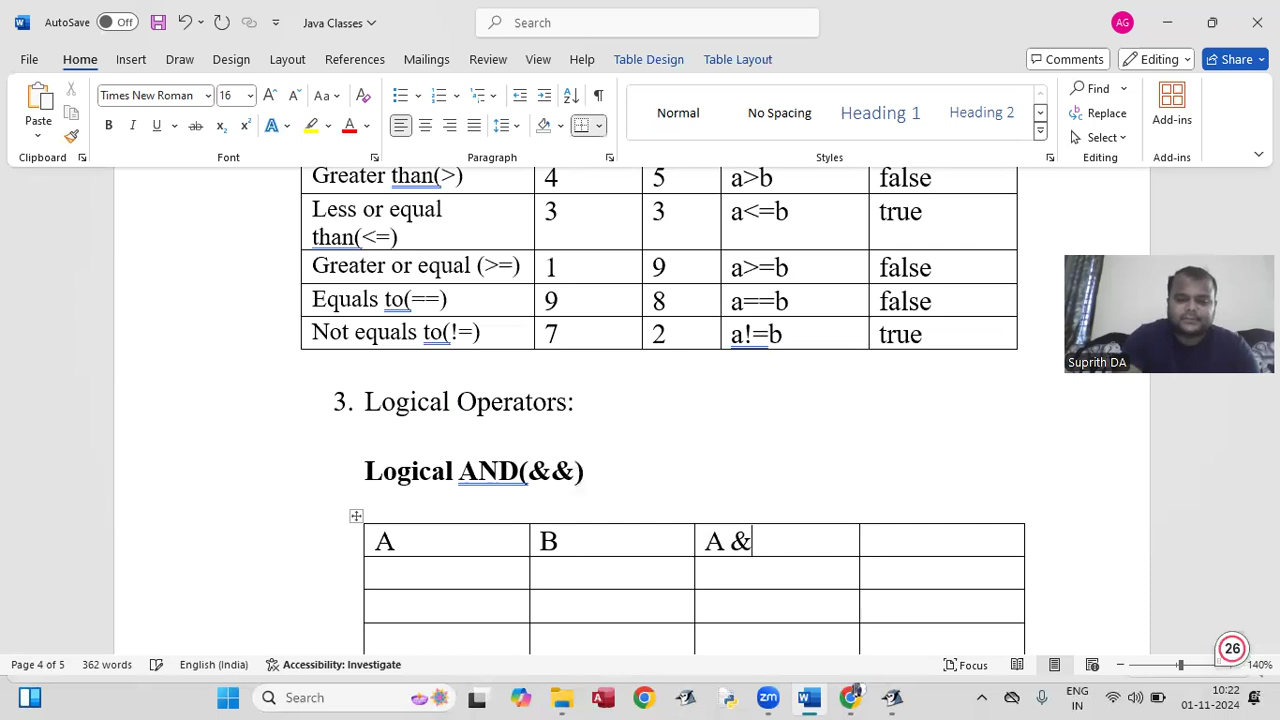 AutoSave Off Java Classes Search AG
File Home Insert Draw Design Layout References Mailings Review View Help Table Design Table Layout Comments Editing Share
Paste Times New Roman 16 Aa Normal No Spacing Heading 1 Heading 2 Find Replace Select Add-ins
Clipboard Font Paragraph Styles Editing Add-ins
Greater than(>) 4 5 a>b false
Less or equal 3 3 a<=b true
than(<=)
Greater or equal (>=) 1 9 a>=b false
Equals to(==) 9 8 a==b false
Not equals to(!=) 7 2 a!=b true
Suprith DA
3. Logical Operators:
Logical AND(&&)
A B A &
26
Page 4 of 5 362 words English (India) Accessibility: Investigate Focus 140%
Search ENG IN 10:22 01-11-2024